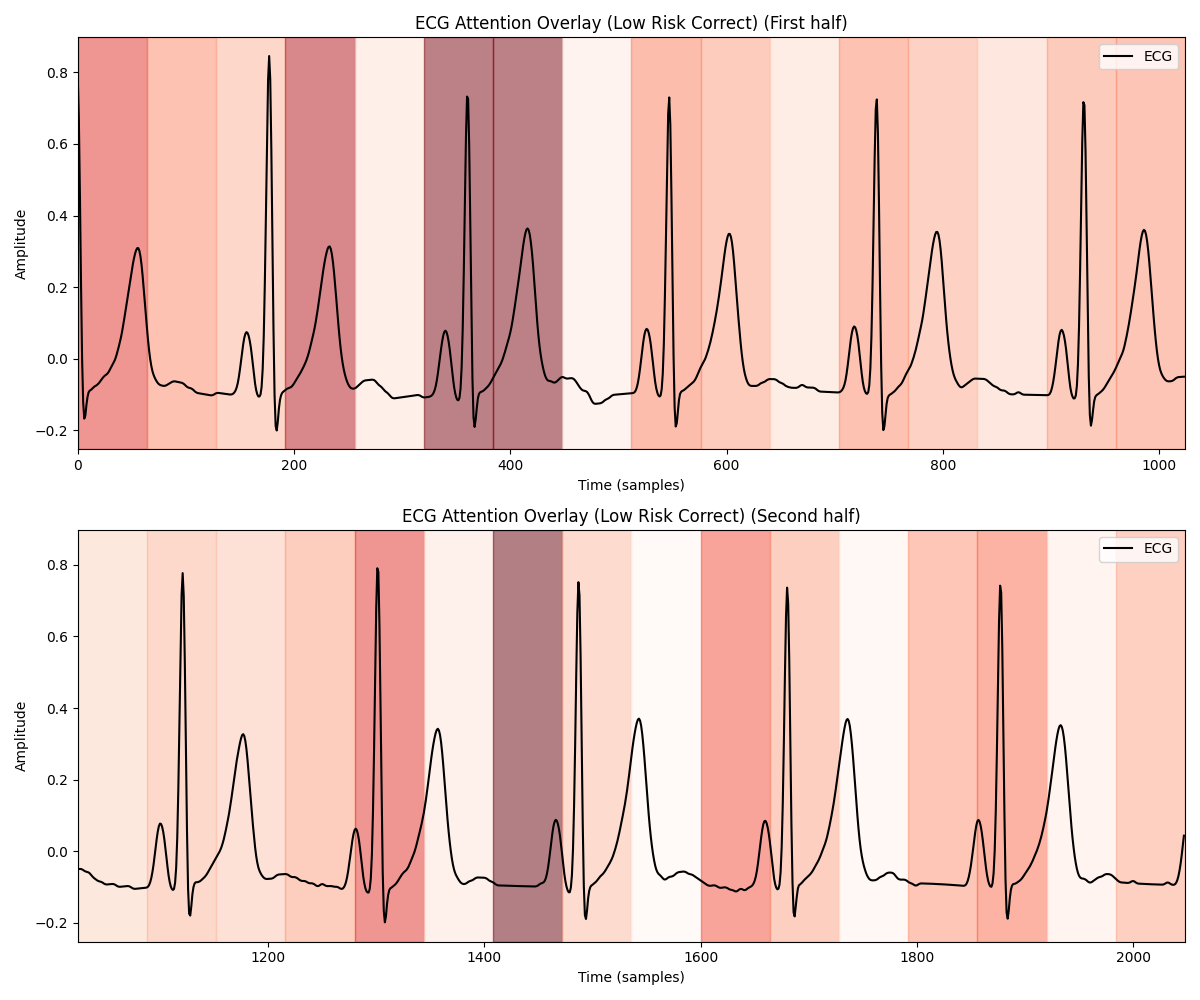 ECG Attention Overlay (Low Risk Correct) (First half)
ECG
0.8
0.6
0.4
0.2
0.0
−0.2
Amplitude
0 200 400 600 800 1000
Time (samples)
ECG Attention Overlay (Low Risk Correct) (Second half)
ECG
0.8
0.6
0.4
0.2
0.0
−0.2
Amplitude
1200 1400 1600 1800 2000
Time (samples)